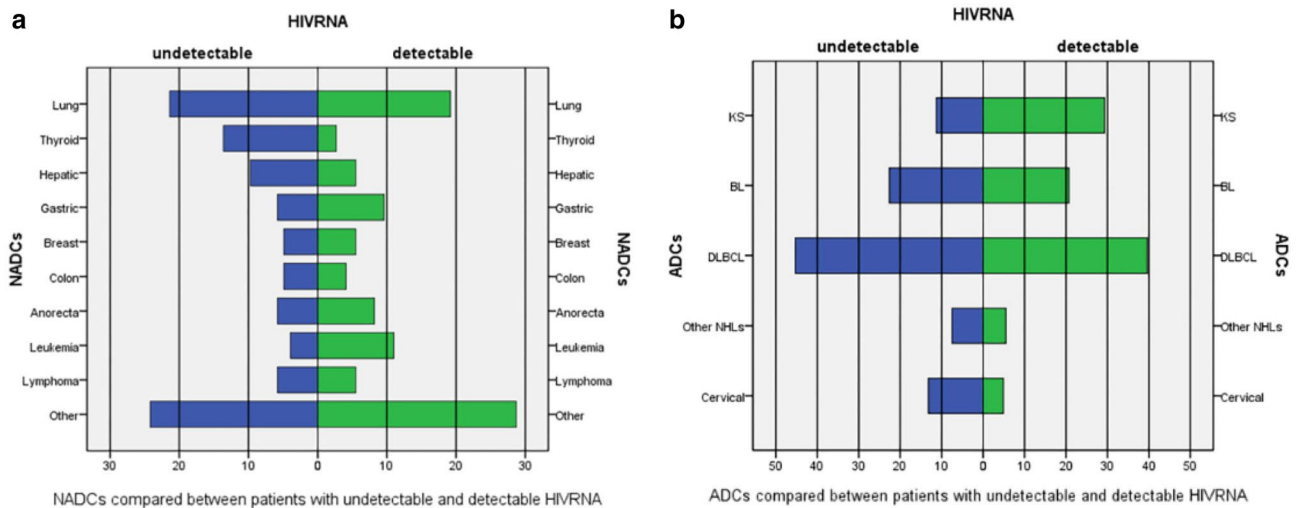 a
HIVRNA
undetectable detectable
Lung Lung
Thyroid Thyroid
Hepatic Hepatic
Gastric Gastric
Breast Breast
Colon Colon
Anorecta Anorecta
Leukemia Leukemia
Lymphoma Lymphoma
Other Other
NADCs NADCs
30 20 10 0 10 20 30
NADCs compared between patients with undetectable and detectable HIVRNA
b
HIVRNA
undetectable detectable
KS KS
BL BL
DLBCL DLBCL
Other NHLs Other NHLs
Cervical Cervical
ADCs ADCs
50 40 30 20 10 0 10 20 30 40 50
ADCs compared between patients with undetectable and detectable HIVRNA